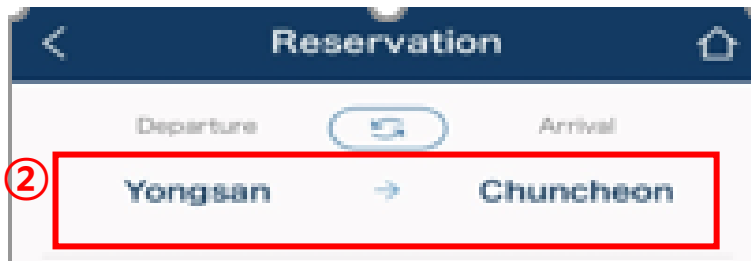 Reservation
Departure Arrival
② Yongsan → Chuncheon